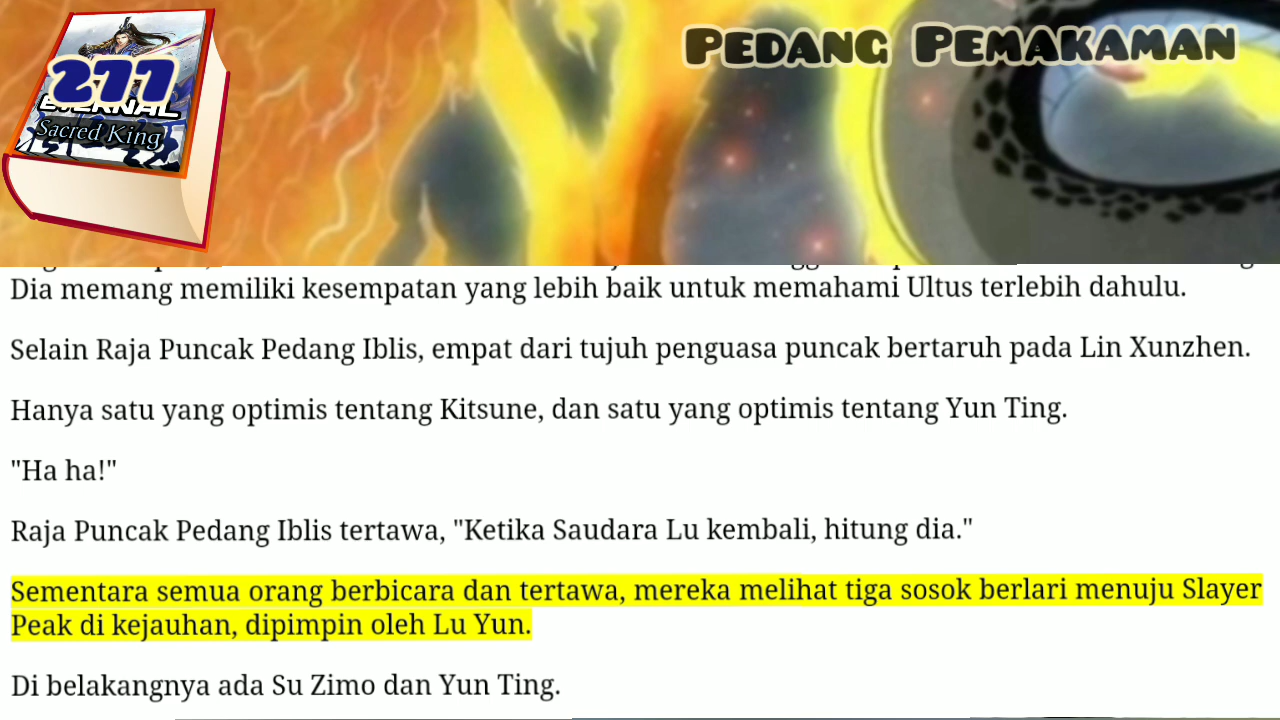 277
ETERNAL
Sacred King
PEDANG PEMAKAMAN
Dia memang memiliki kesempatan yang lebih baik untuk memahami Ultus terlebih dahulu.
Selain Raja Puncak Pedang Iblis, empat dari tujuh penguasa puncak bertaruh pada Lin Xunzhen.
Hanya satu yang optimis tentang Kitsune, dan satu yang optimis tentang Yun Ting.
"Ha ha!"
Raja Puncak Pedang Iblis tertawa, "Ketika Saudara Lu kembali, hitung dia."
Sementara semua orang berbicara dan tertawa, mereka melihat tiga sosok berlari menuju Slayer
Peak di kejauhan, dipimpin oleh Lu Yun.
Di belakangnya ada Su Zimo dan Yun Ting.